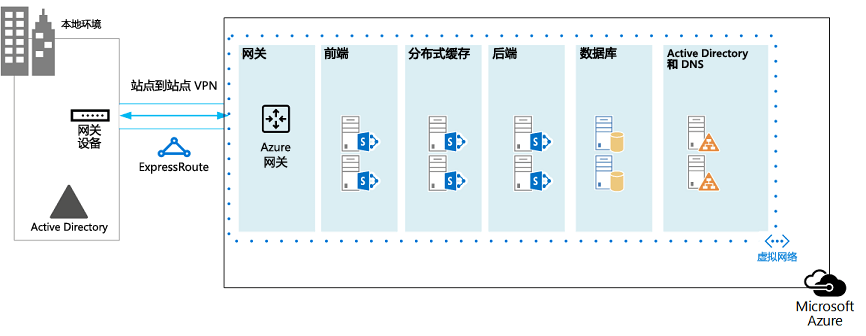 本地环境
网关
设备
Active Directory
站点到站点 VPN
ExpressRoute
网关
Azure
网关
前端
S
S
分布式缓存
S
S
后端
S
S
数据库
Active Directory
和 DNS
虚拟网络
Microsoft
Azure